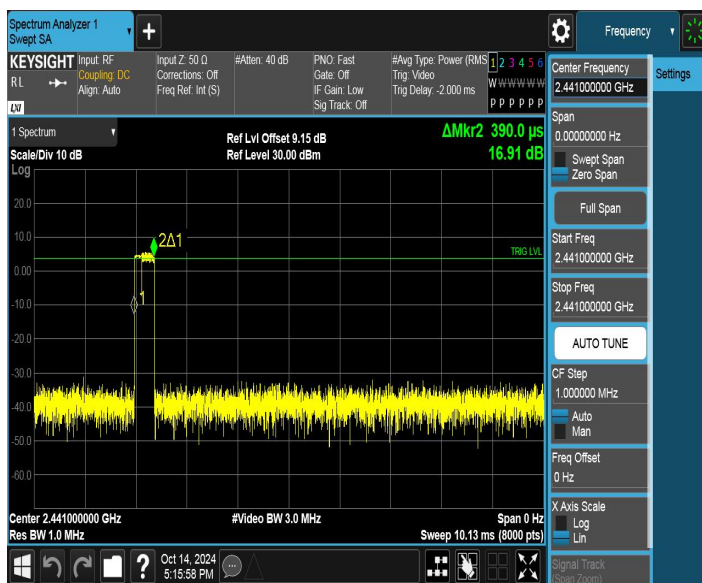 Spectrum Analyzer 1
Swept SA
+
Frequency
KEYSIGHT
RL
LXI
Input: RF
Coupling: DC
Align: Auto
Input Z: 50 Ω
Corrections: Off
Freq Ref: Int (S)
#Atten: 40 dB
PNO: Fast
Gate: Off
IF Gain: Low
Sig Track: Off
#Avg Type: Power (RMS
Trig: Video
Trig Delay: -2.000 ms
1 2 3 4 5 6
W W W W W W
P P P P P P
1 Spectrum
Scale/Div 10 dB
Log
Ref Lvl Offset 9.15 dB
Ref Level 30.00 dBm
ΔMkr2 390.0 µs
16.91 dB
20.0
10.0
0.00
-10.0
-20.0
-30.0
-40.0
-50.0
-60.0
2Δ1
1
TRIG LVL
Center 2.441000000 GHz
Res BW 1.0 MHz
#Video BW 3.0 MHz
Span 0 Hz
Sweep 10.13 ms (8000 pts)
?
Oct 14, 2024
5:15:58 PM
Center Frequency
2.441000000 GHz
Span
0.00000000 Hz
Swept Span
Zero Span
Full Span
Start Freq
2.441000000 GHz
Stop Freq
2.441000000 GHz
AUTO TUNE
CF Step
1.000000 MHz
Auto
Man
Freq Offset
0 Hz
X Axis Scale
Log
Lin
Signal Track
(Span Zoom)
Settings